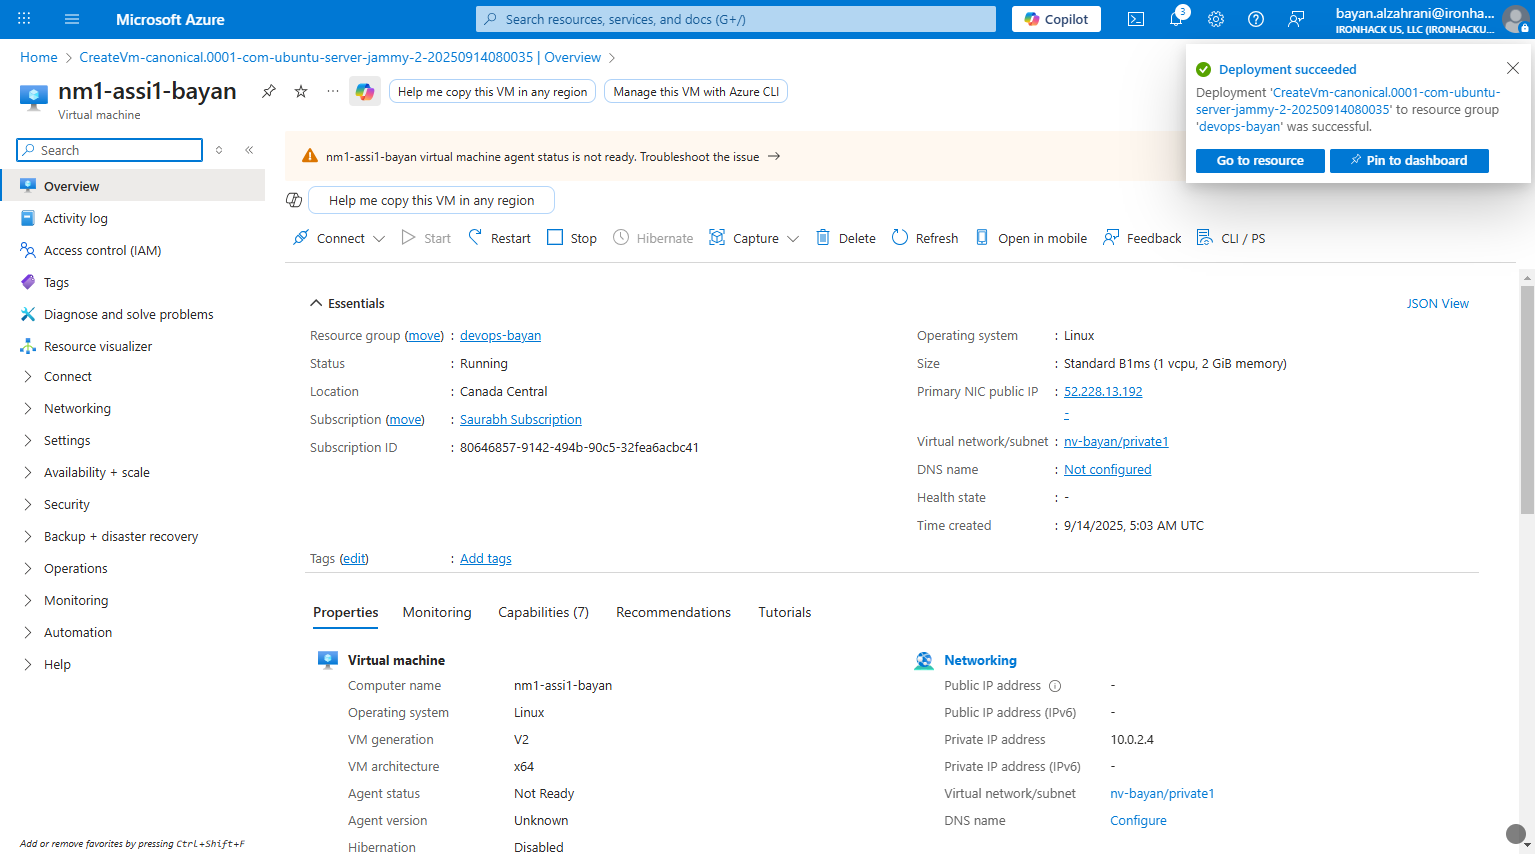 Microsoft Azure
Search resources, services, and docs (G+/)
Copilot
3
bayan.alzahrani@ironha...
IRONHACK US, LLC (IRONHACKU...
Home > CreateVm-canonical.0001-com-ubuntu-server-jammy-2-20250914080035 | Overview >
nm1-assi1-bayan
Virtual machine
Help me copy this VM in any region
Manage this VM with Azure CLI
Deployment succeeded
Deployment 'CreateVm-canonical.0001-com-ubuntu-
server-jammy-2-20250914080035' to resource group
'devops-bayan' was successful.
Go to resource
Pin to dashboard
Search
Overview
Activity log
Access control (IAM)
Tags
Diagnose and solve problems
Resource visualizer
Connect
Networking
Settings
Availability + scale
Security
Backup + disaster recovery
Operations
Monitoring
Automation
Help
Add or remove favorites by pressing Ctrl+Shift+F
nm1-assi1-bayan virtual machine agent status is not ready. Troubleshoot the issue →
Help me copy this VM in any region
Connect Start Restart Stop Hibernate Capture Delete Refresh Open in mobile Feedback CLI / PS
Essentials
JSON View
Resource group (move) : devops-bayan
Status : Running
Location : Canada Central
Subscription (move) : Saurabh Subscription
Subscription ID : 80646857-9142-494b-90c5-32fea6acbc41
Operating system : Linux
Size : Standard B1ms (1 vcpu, 2 GiB memory)
Primary NIC public IP : 52.228.13.192
-
Virtual network/subnet : nv-bayan/private1
DNS name : Not configured
Health state : -
Time created : 9/14/2025, 5:03 AM UTC
Tags (edit) : Add tags
Properties Monitoring Capabilities (7) Recommendations Tutorials
Virtual machine
Computer name nm1-assi1-bayan
Operating system Linux
VM generation V2
VM architecture x64
Agent status Not Ready
Agent version Unknown
Hibernation Disabled
Networking
Public IP address -
Public IP address (IPv6) -
Private IP address 10.0.2.4
Private IP address (IPv6) -
Virtual network/subnet nv-bayan/private1
DNS name Configure